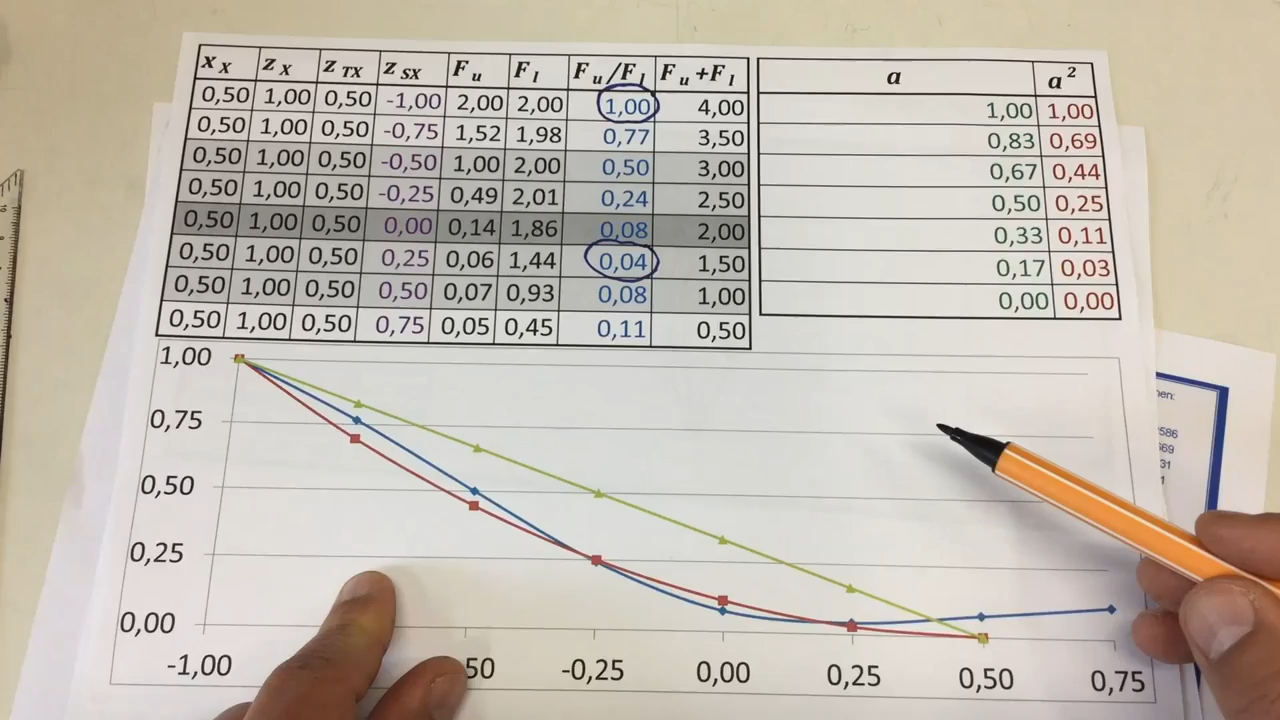 x X z X z TX z SX F u F l F u /F l F u +F l
0,50 1,00 0,50 -1,00 2,00 2,00 1,00 4,00
0,50 1,00 0,50 -0,75 1,52 1,98 0,77 3,50
0,50 1,00 0,50 -0,50 1,00 2,00 0,50 3,00
0,50 1,00 0,50 -0,25 0,49 2,01 0,24 2,50
0,50 1,00 0,50 0,00 0,14 1,86 0,08 2,00
0,50 1,00 0,50 0,25 0,06 1,44 0,04 1,50
0,50 1,00 0,50 0,50 0,07 0,93 0,08 1,00
0,50 1,00 0,50 0,75 0,05 0,45 0,11 0,50
a a²
1,00 1,00
0,83 0,69
0,67 0,44
0,50 0,25
0,33 0,11
0,17 0,03
0,00 0,00
1,00
0,75
0,50
0,25
0,00
-1,00 50 -0,25 0,00 0,25 0,50 0,75